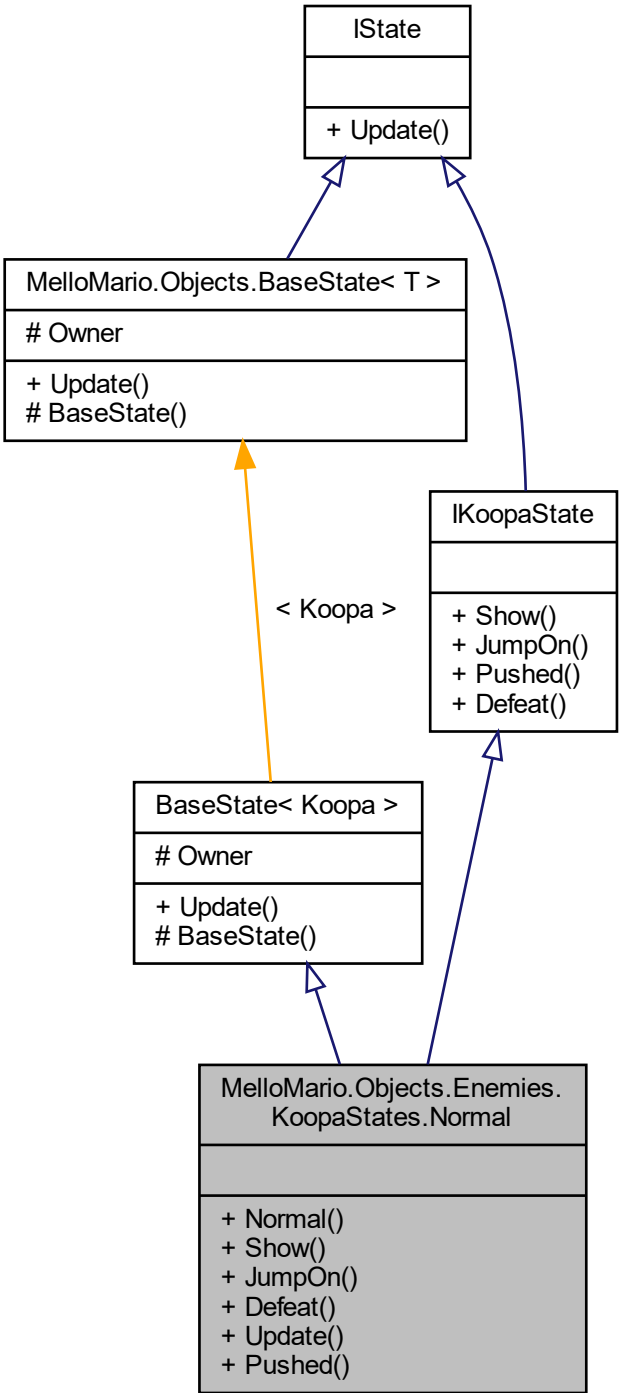 IState
+ Update()
MelloMario.Objects.BaseState< T >
# Owner
+ Update()
# BaseState()
IKoopaState
+ Show()
+ JumpOn()
+ Pushed()
+ Defeat()
< Koopa >
BaseState< Koopa >
# Owner
+ Update()
# BaseState()
MelloMario.Objects.Enemies.
KoopaStates.Normal
+ Normal()
+ Show()
+ JumpOn()
+ Defeat()
+ Update()
+ Pushed()